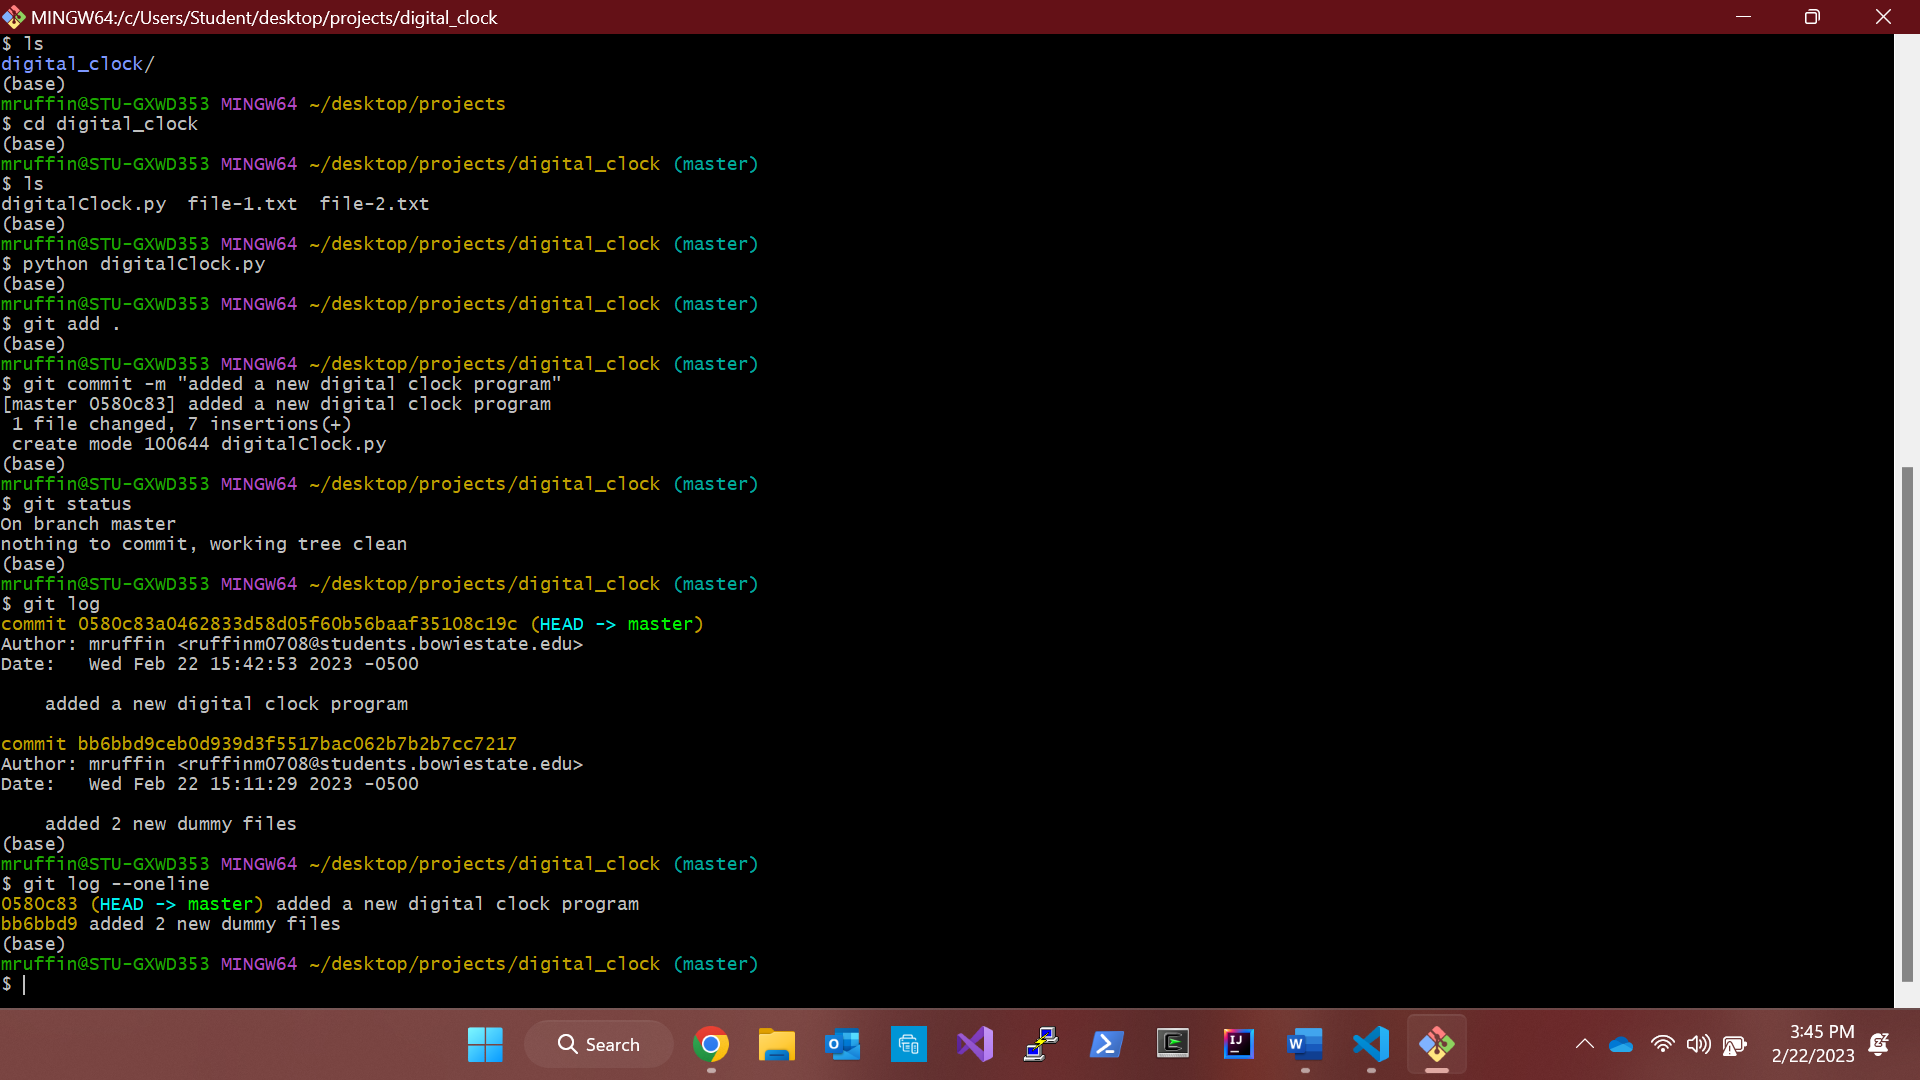 MINGW64:/c/Users/Student/desktop/projects/digital_clock
$ ls
digital_clock/
(base)
mruffin@STU-GXWD353 MINGW64 ~/desktop/projects
$ cd digital_clock
(base)
mruffin@STU-GXWD353 MINGW64 ~/desktop/projects/digital_clock (master)
$ ls
digitalClock.py  file-1.txt  file-2.txt
(base)
mruffin@STU-GXWD353 MINGW64 ~/desktop/projects/digital_clock (master)
$ python digitalClock.py
(base)
mruffin@STU-GXWD353 MINGW64 ~/desktop/projects/digital_clock (master)
$ git add .
(base)
mruffin@STU-GXWD353 MINGW64 ~/desktop/projects/digital_clock (master)
$ git commit -m "added a new digital clock program"
[master 0580c83] added a new digital clock program
 1 file changed, 7 insertions(+)
 create mode 100644 digitalClock.py
(base)
mruffin@STU-GXWD353 MINGW64 ~/desktop/projects/digital_clock (master)
$ git status
On branch master
nothing to commit, working tree clean
(base)
mruffin@STU-GXWD353 MINGW64 ~/desktop/projects/digital_clock (master)
$ git log
commit 0580c83a0462833d58d05f60b56baaf35108c19c (HEAD -> master)
Author: mruffin <ruffinm0708@students.bowiestate.edu>
Date:   Wed Feb 22 15:42:53 2023 -0500
    added a new digital clock program
commit bb6bbd9ceb0d939d3f5517bac062b7b2b7cc7217
Author: mruffin <ruffinm0708@students.bowiestate.edu>
Date:   Wed Feb 22 15:11:29 2023 -0500
    added 2 new dummy files
(base)
mruffin@STU-GXWD353 MINGW64 ~/desktop/projects/digital_clock (master)
$ git log --oneline
0580c83 (HEAD -> master) added a new digital clock program
bb6bbd9 added 2 new dummy files
(base)
mruffin@STU-GXWD353 MINGW64 ~/desktop/projects/digital_clock (master)
$
Search
3:45 PM
2/22/2023